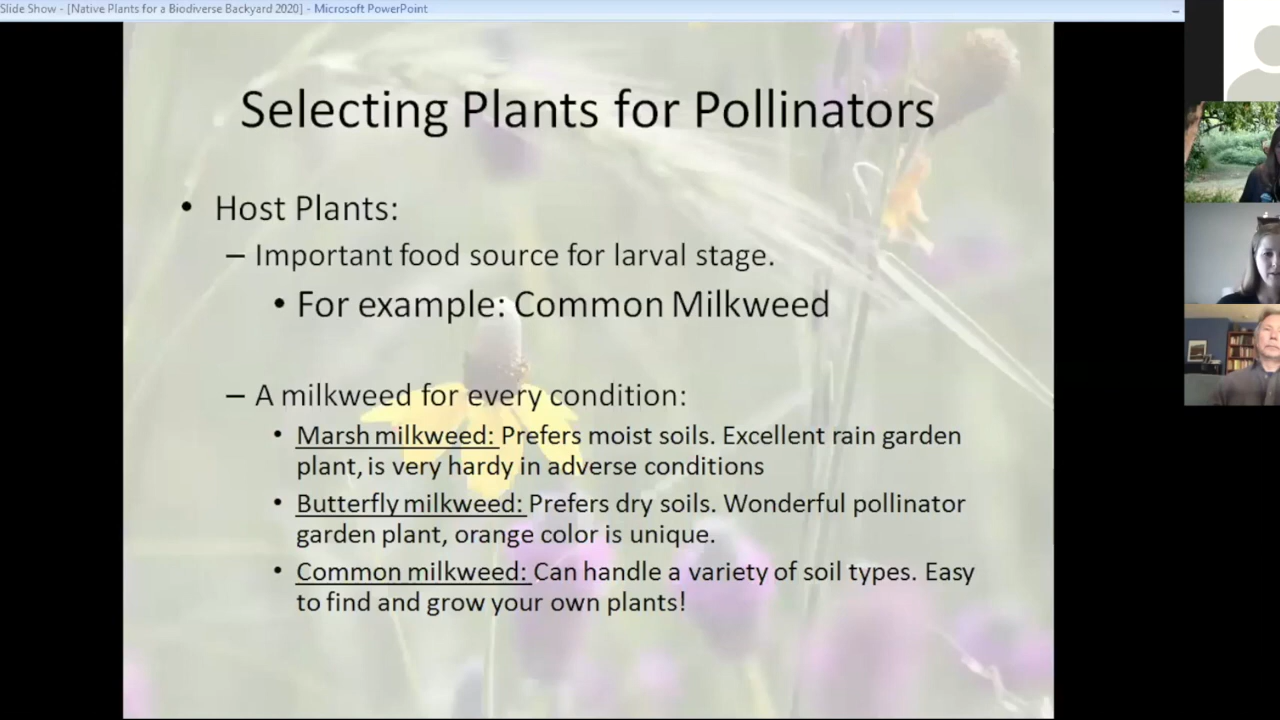 Slide Show - [Native Plants for a Biodiverse Backyard 2020] - Microsoft PowerPoint
Selecting Plants for Pollinators
• Host Plants:
– Important food source for larval stage.
• For example: Common Milkweed
– A milkweed for every condition:
• Marsh milkweed: Prefers moist soils. Excellent rain garden
plant, is very hardy in adverse conditions
• Butterfly milkweed: Prefers dry soils. Wonderful pollinator
garden plant, orange color is unique.
• Common milkweed: Can handle a variety of soil types. Easy
to find and grow your own plants!